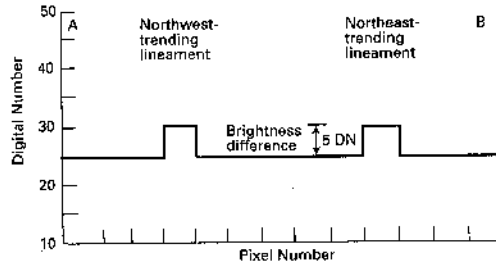 50
A
Northwest-
trending
lineament
Northeast-
trending
lineament
B
40
30
Brightness
difference
5 DN
20
10
Digital Number
Pixel Number